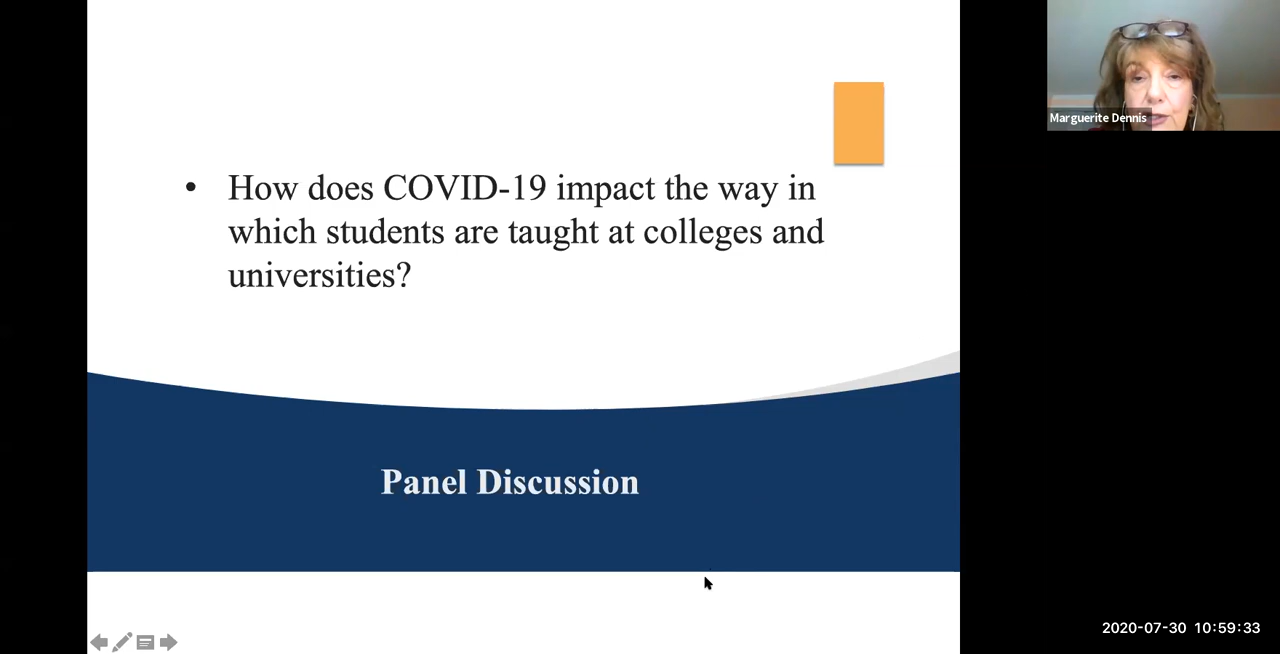 Marguerite Dennis
• How does COVID-19 impact the way in
which students are taught at colleges and
universities?
Panel Discussion
2020-07-30 10:59:33